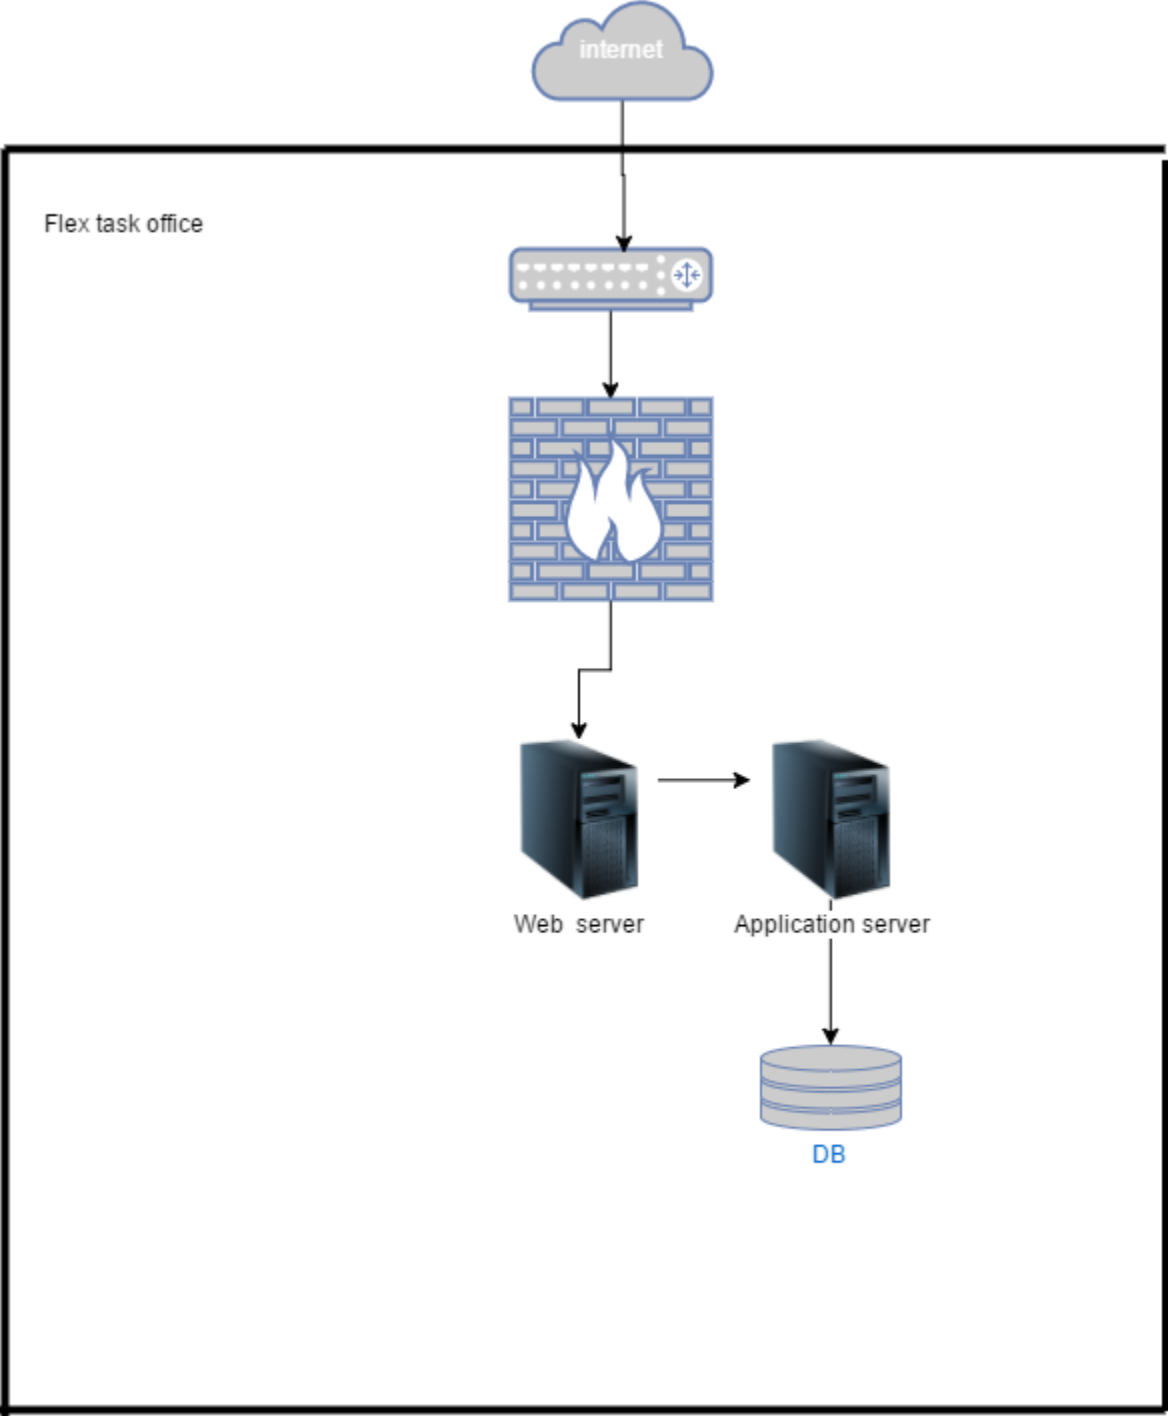 internet
Flex task office
Web  server
Application server
DB